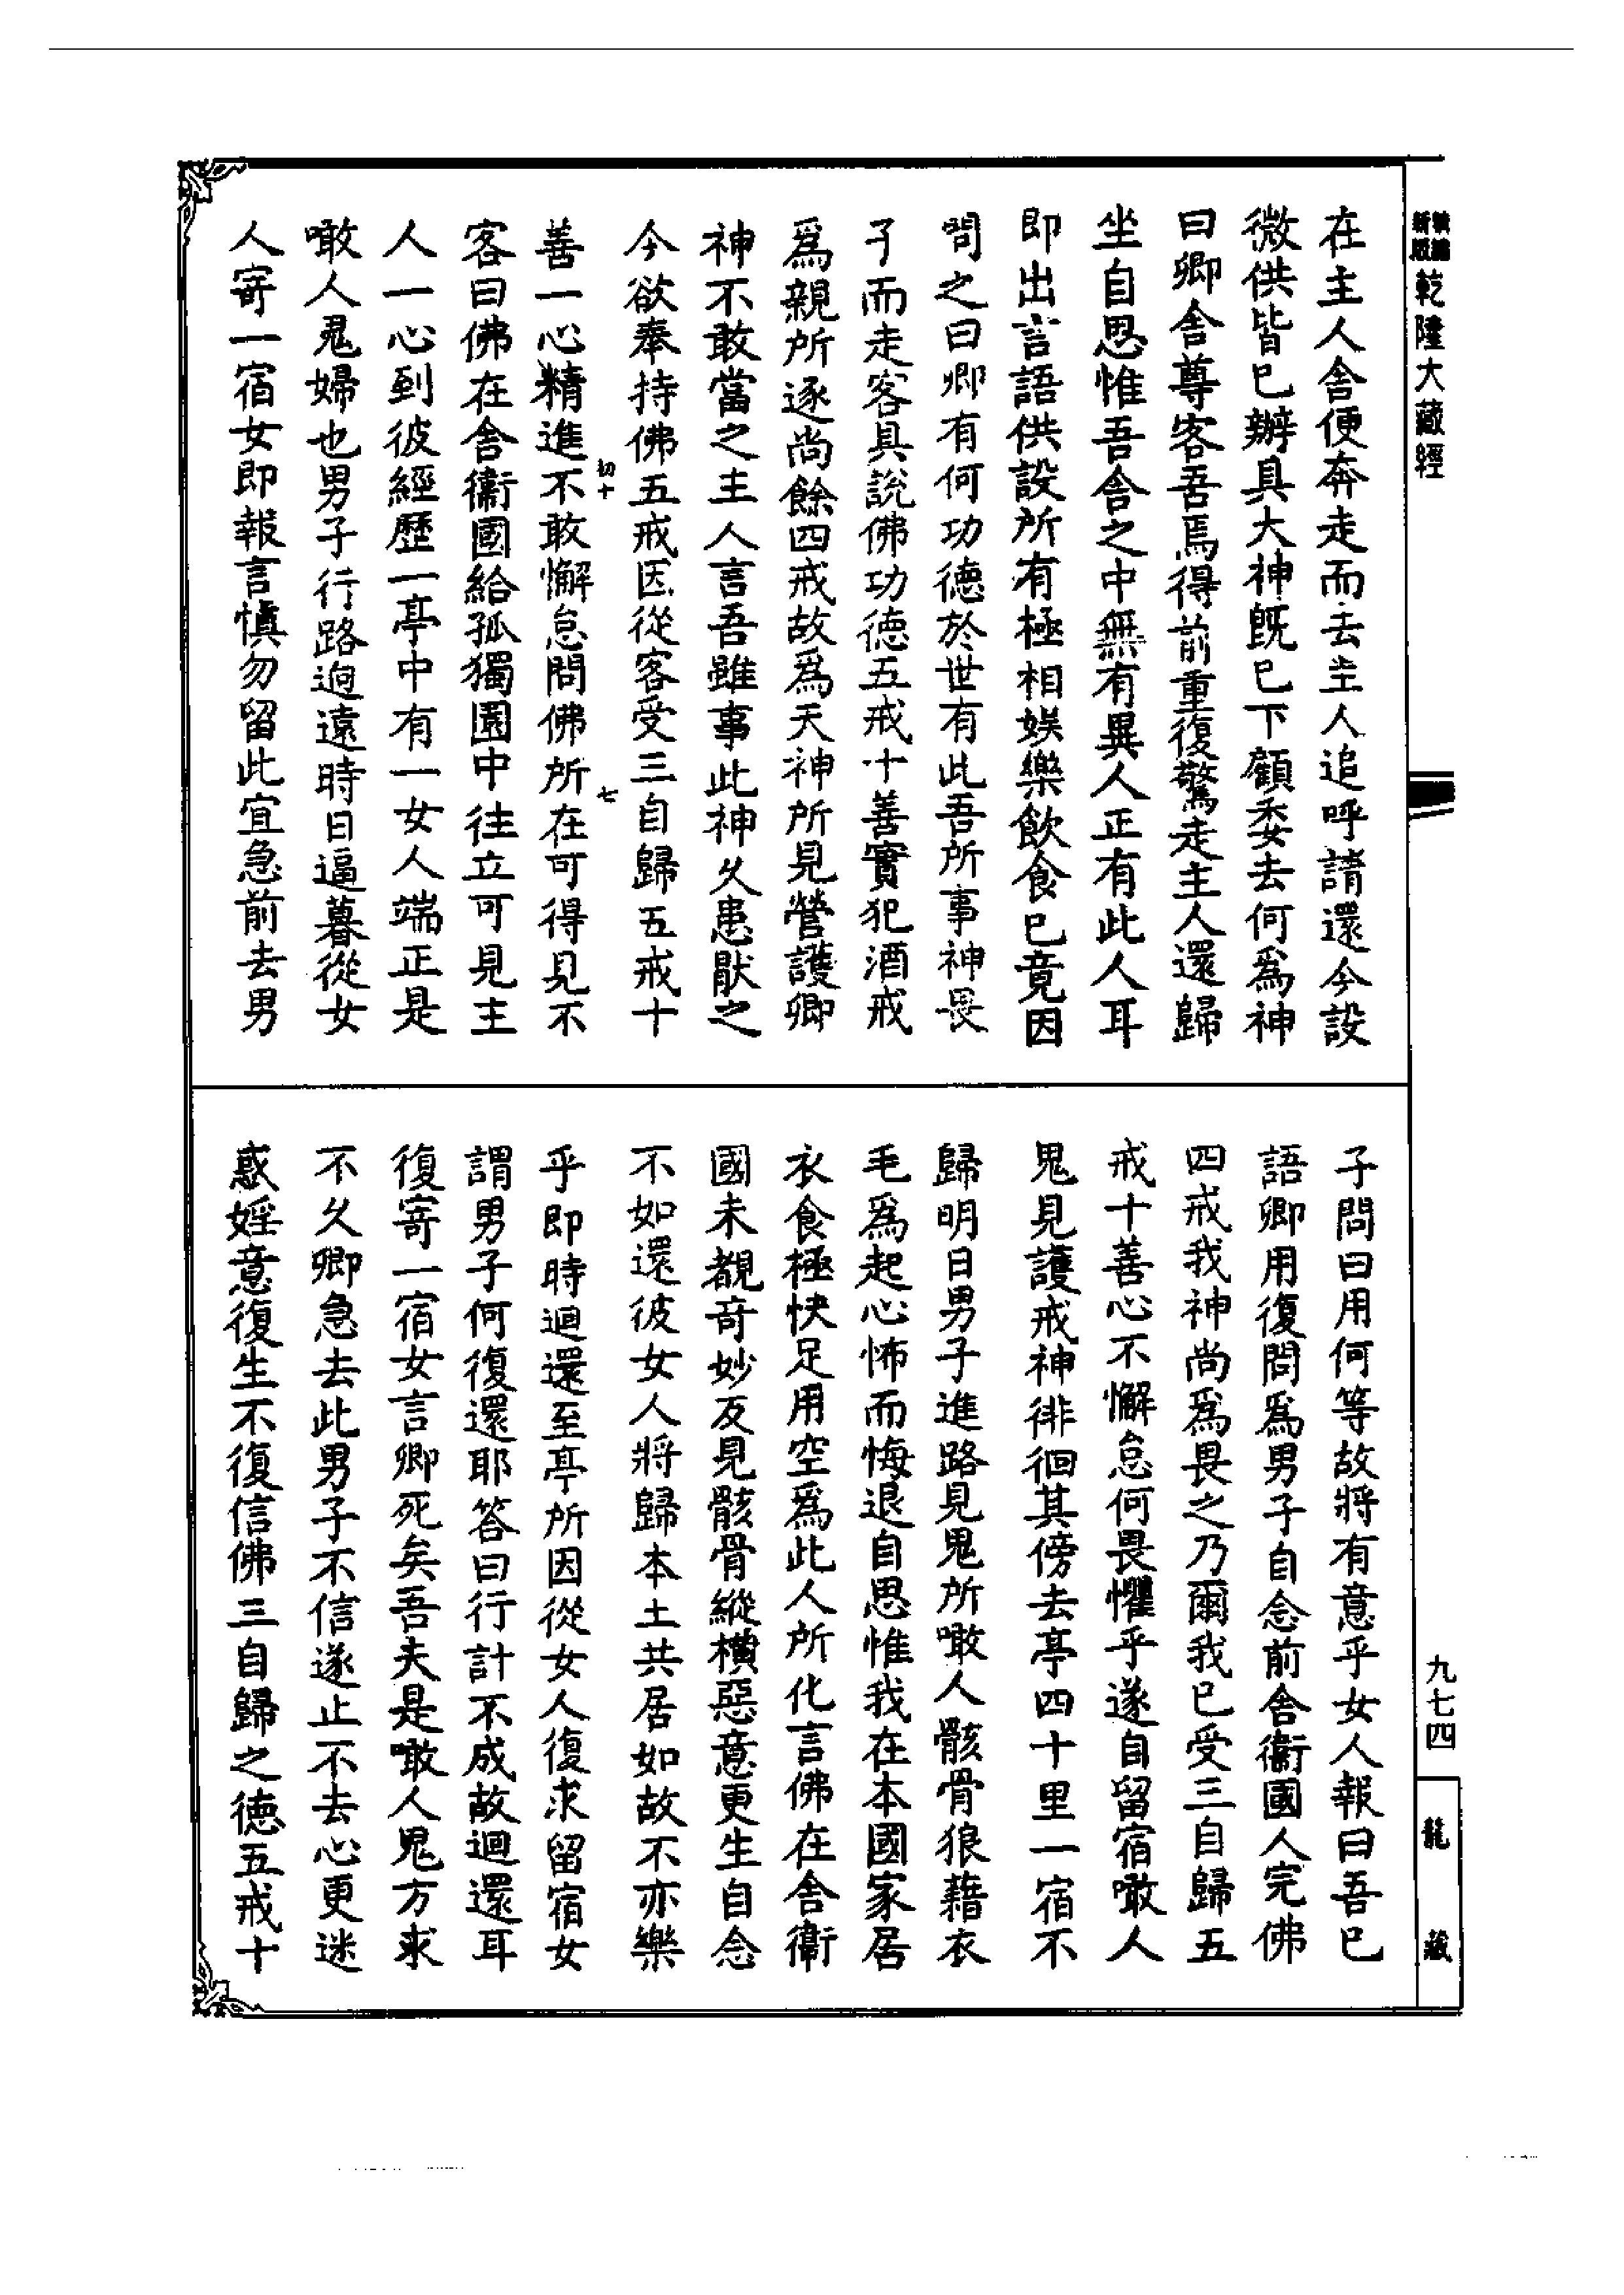 乾隆大藏經
在主人舍便奔走而去主人追呼請還今設
微供皆已辦具大神既已下顧委去何爲神
曰卿舍尊客吾焉得前重復驚走主人還歸
坐自思惟吾舍之中無有異人正有此人耳
即出言語供設所有極相娛樂飲食已竟因
問之曰卿有何功德於世有此吾所事神畏
子而走客具說佛功德五戒十善實犯酒戒
爲親所逐尚餘四戒故爲天神所見營護卿
神不敢當之主人言吾雖事此神久患猒之
今欲奉持佛五戒因從客受三自歸五戒十
善一心精進不敢懈怠問佛所在可得見不
客曰佛在舍衞國給孤獨園中往立可見主
人一心到彼經歷一亭中有一女人端正是
噉人鬼婦也男子行路逈遠時日逼暮從女
人寄一宿女即報言慎勿留此宜急前去男
子問曰用何等故將有意乎女人報曰吾已
語卿用復問爲男子自念前舍衞國人完佛
四戒我神尚爲畏之乃爾我已受三自歸五
戒十善心不懈怠何畏懼乎遂自留宿噉人
鬼見護戒神徘徊其傍去亭四十里一宿不
歸明日男子進路見鬼所噉人骸骨狼藉衣
毛爲起心怖而悔退自思惟我在本國家居
衣食極快足用空爲此人所化言佛在舍衞
國未覩奇妙反見骸骨縱橫惡意更生自念
不如還彼女人將歸本土共居如故不亦樂
乎即時迴還至亭所因從女人復求留宿女
謂男子何復還耶答曰行計不成故迴還耳
復寄一宿女言卿死矣吾夫是噉人鬼方來
不久卿急去此男子不信遂止不去心更迷
惑婬意復生不復信佛三自歸之德五戒十
九七四
龍藏